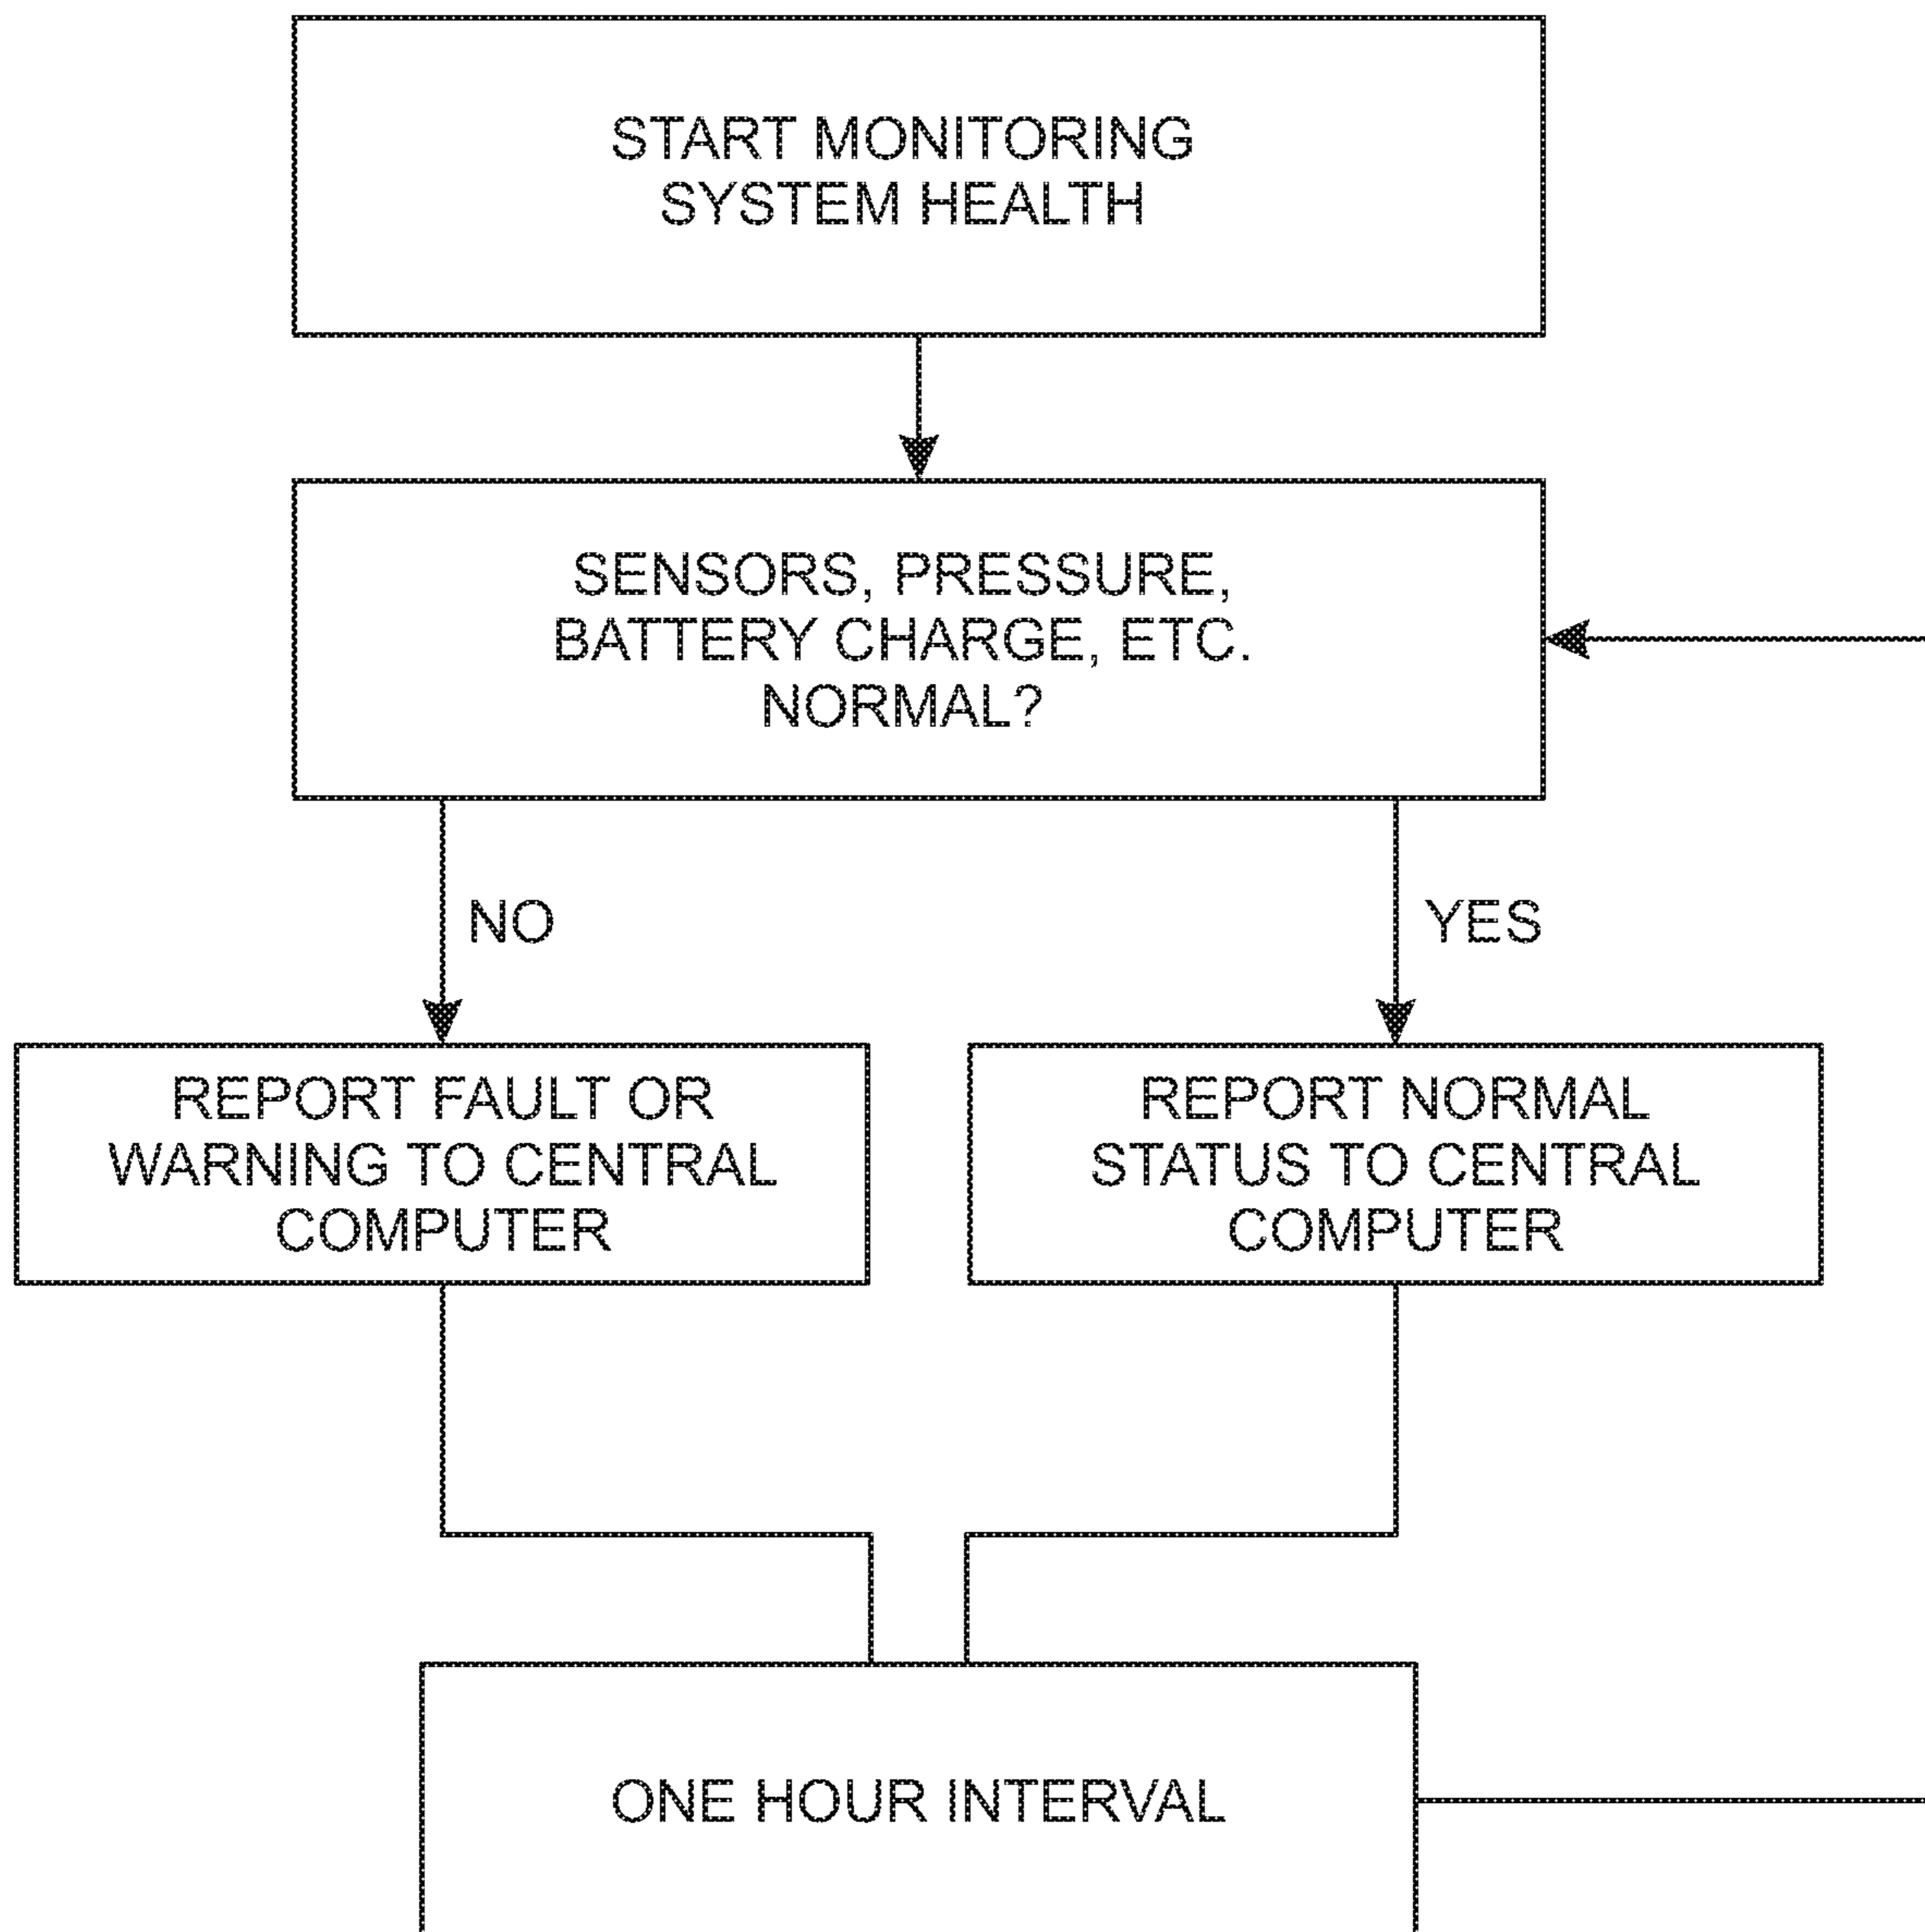 START MONITORING
SYSTEM HEALTH
SENSORS, PRESSURE,
BATTERY CHARGE, ETC.
NORMAL?
NO
YES
REPORT FAULT OR
WARNING TO CENTRAL
COMPUTER
REPORT NORMAL
STATUS TO CENTRAL
COMPUTER
ONE HOUR INTERVAL